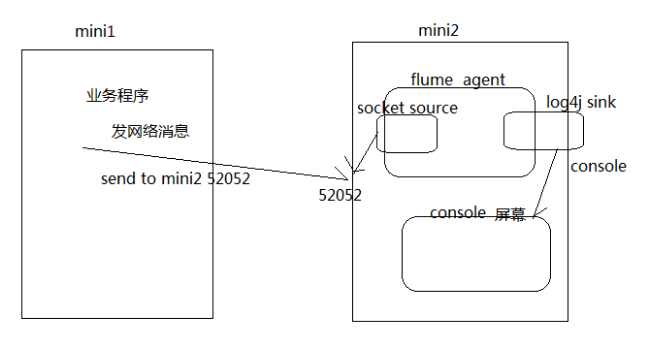 mini1
mini2
业务程序
发网络消息
send to mini2 52052
52052
flume agent
socket source
log4j sink
console
console 屏幕